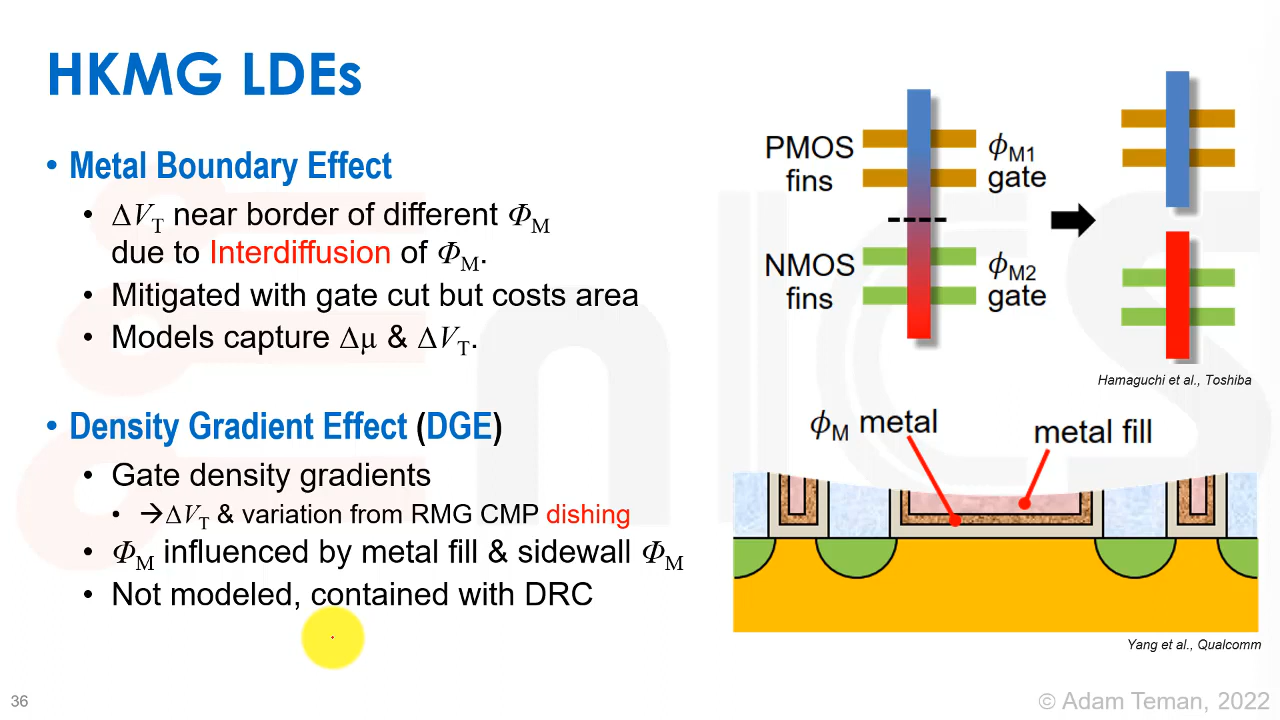 HKMG LDEs
• Metal Boundary Effect
• ΔVT near border of different ΦM
due to Interdiffusion of ΦM.
• Mitigated with gate cut but costs area
• Models capture Δμ & ΔVT.
• Density Gradient Effect (DGE)
• Gate density gradients
• →ΔVT & variation from RMG CMP dishing
• ΦM influenced by metal fill & sidewall ΦM
• Not modeled, contained with DRC
PMOS
fins
ϕM1
gate
NMOS
fins
ϕM2
gate
Hamaguchi et al., Toshiba
ϕM metal
metal fill
Yang et al., Qualcomm
enICS
36
© Adam Teman, 2022